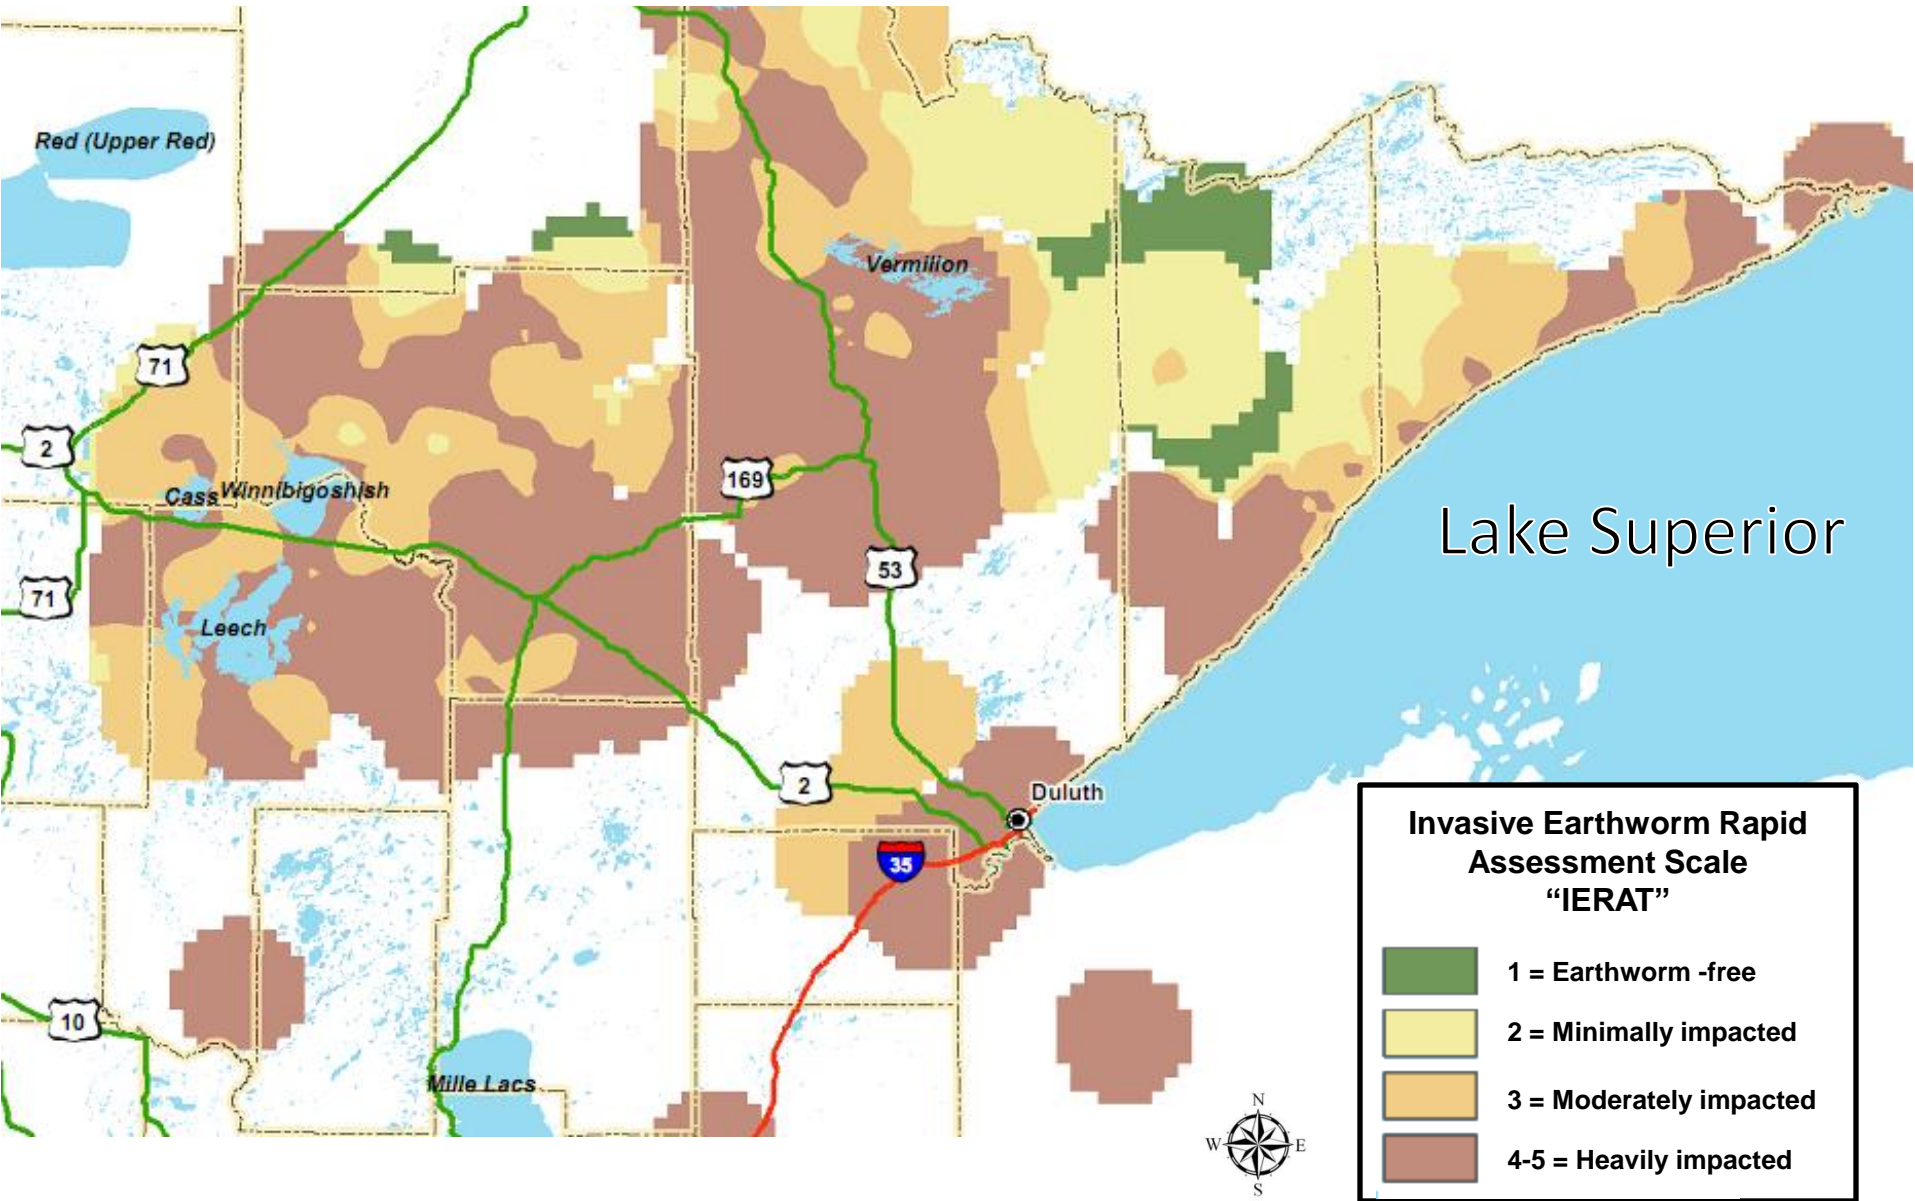 Red (Upper Red)
Vermilion
71
2
Cass
Winnibigoshish
169
71
53
Leech
Lake Superior
2
Duluth
35
10
Mille Lacs
N
W
E
S
Invasive Earthworm Rapid
Assessment Scale
“IERAT”
1 = Earthworm -free
2 = Minimally impacted
3 = Moderately impacted
4-5 = Heavily impacted